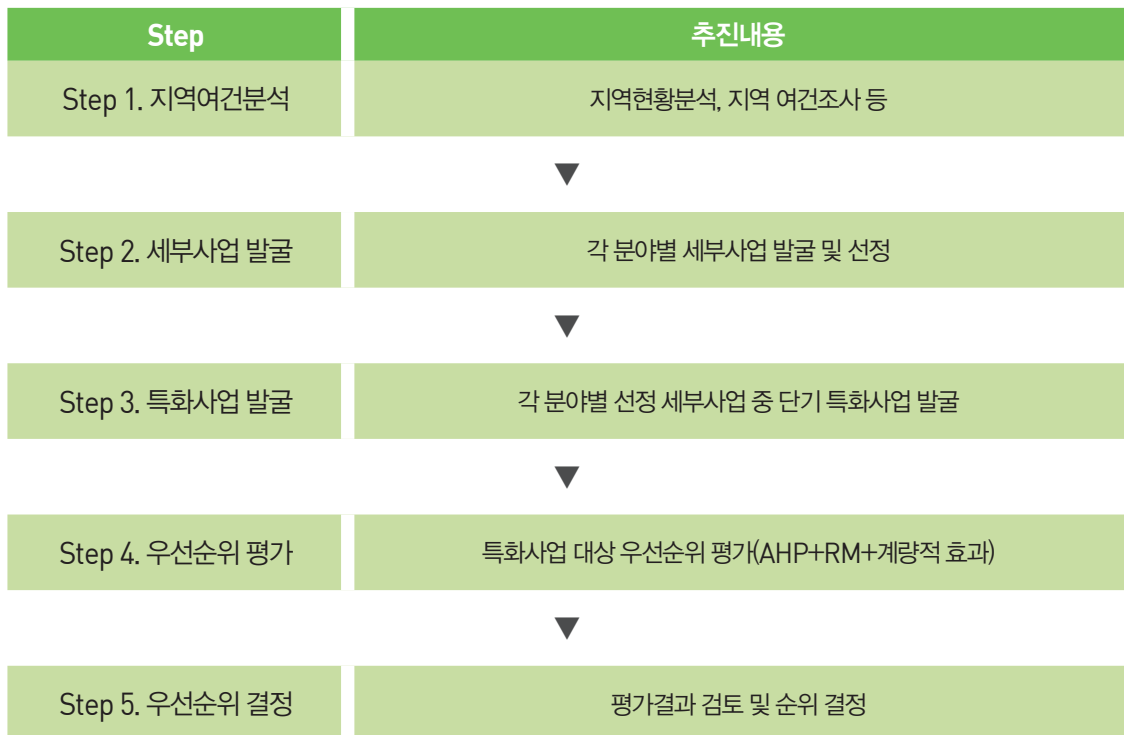 Step 추진내용
Step 1. 지역여건분석 지역현황분석, 지역 여건조사 등
▼
Step 2. 세부사업 발굴 각 분야별 세부사업 발굴 및 선정
▼
Step 3. 특화사업 발굴 각 분야별 선정 세부사업 중 단기 특화사업 발굴
▼
Step 4. 우선순위 평가 특화사업 대상 우선순위 평가(AHP+RM+계량적 효과)
▼
Step 5. 우선순위 결정 평가결과 검토 및 순위 결정